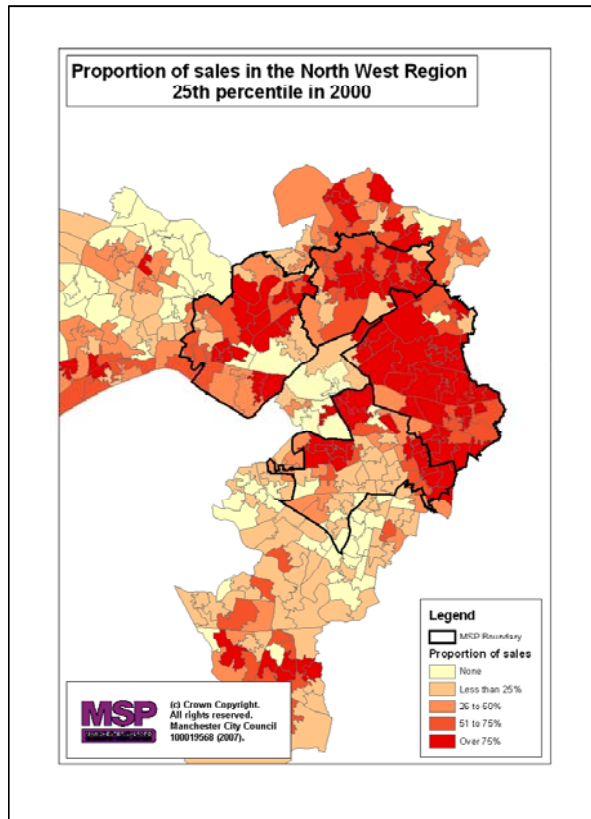 Proportion of sales in the North West Region
25th percentile in 2000
Legend
MSP Boundary
Proportion of sales
None
Less than 25%
26 to 50%
51 to 75%
Over 75%
MSP
(c) Crown Copyright.
All rights reserved.
Manchester City Council
100019568 (2007).